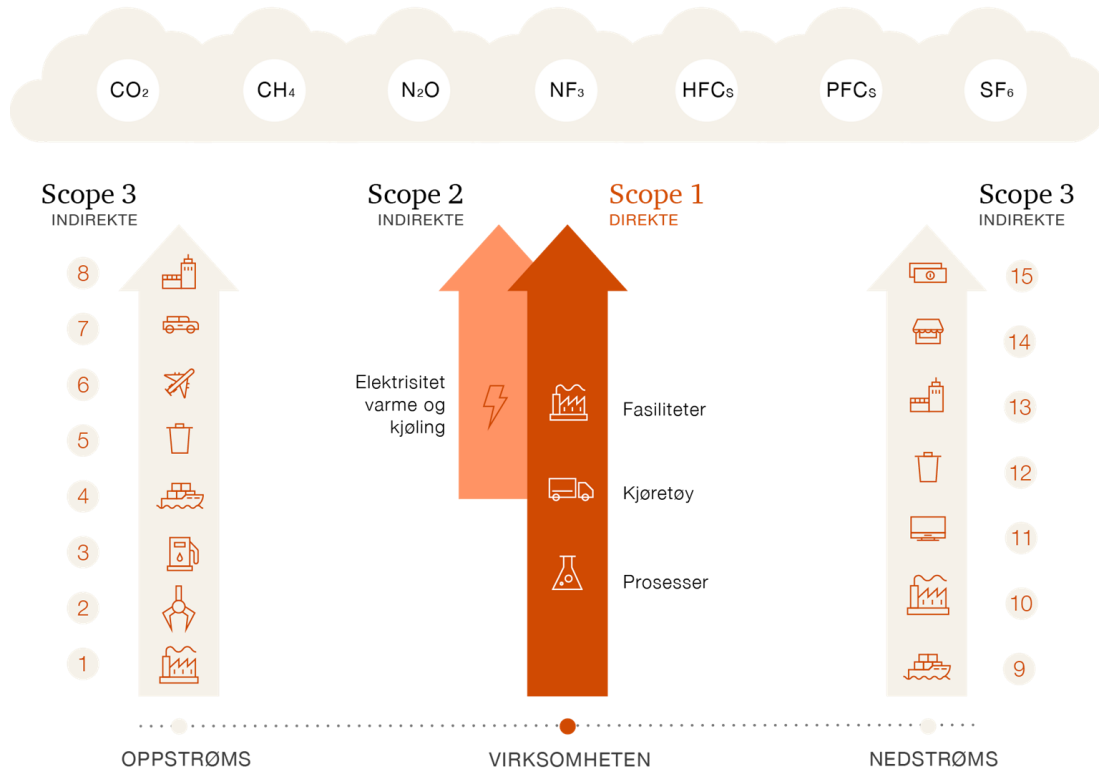 CO₂ CH₄ N₂O NF₃ HFCs PFCs SF₆
Scope 3
INDIREKTE
8
7
6
5
4
3
2
1
Scope 2
INDIREKTE
Elektrisitet
varme og
kjøling
Scope 1
DIREKTE
Fasiliteter
Kjøretøy
Prosesser
Scope 3
INDIREKTE
15
14
13
12
11
10
9
OPPSTRØMS VIRKSOMHETEN NEDSTRØMS